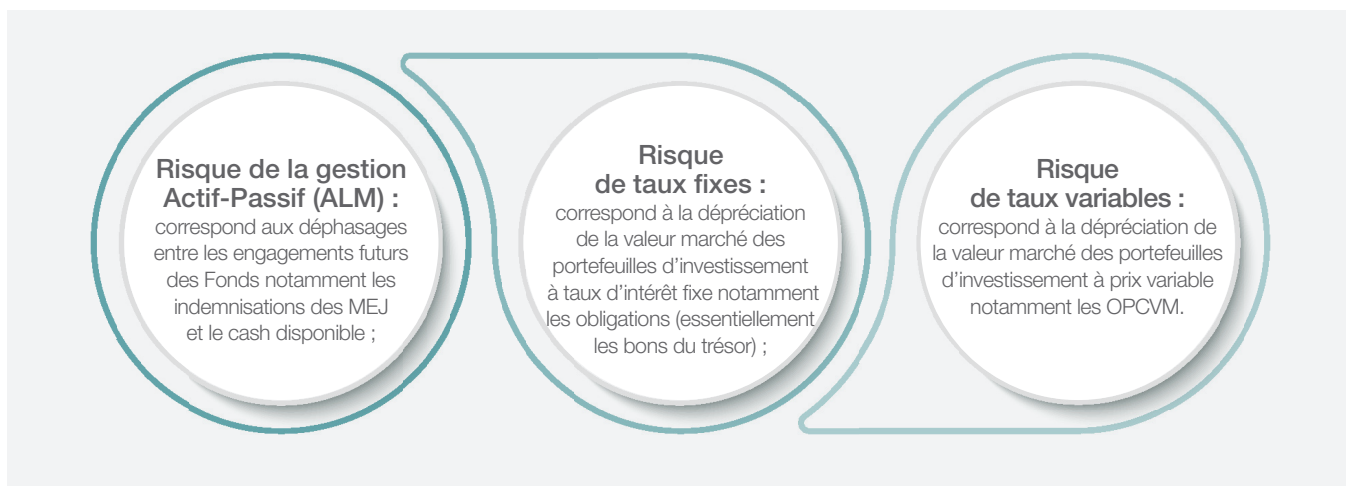 Risque de la gestion
Actif-Passif (ALM) :
correspond aux déphasages
entre les engagements futurs
des Fonds notamment les
indemnisations des MEJ
et le cash disponible ;
Risque
de taux fixes :
correspond à la dépréciation
de la valeur marché des
portefeuilles d’investissement
à taux d’intérêt fixe notamment
les obligations (essentiellement
les bons du trésor) ;
Risque
de taux variables :
correspond à la dépréciation de
la valeur marché des portefeuilles
d’investissement à prix variable
notamment les OPCVM.